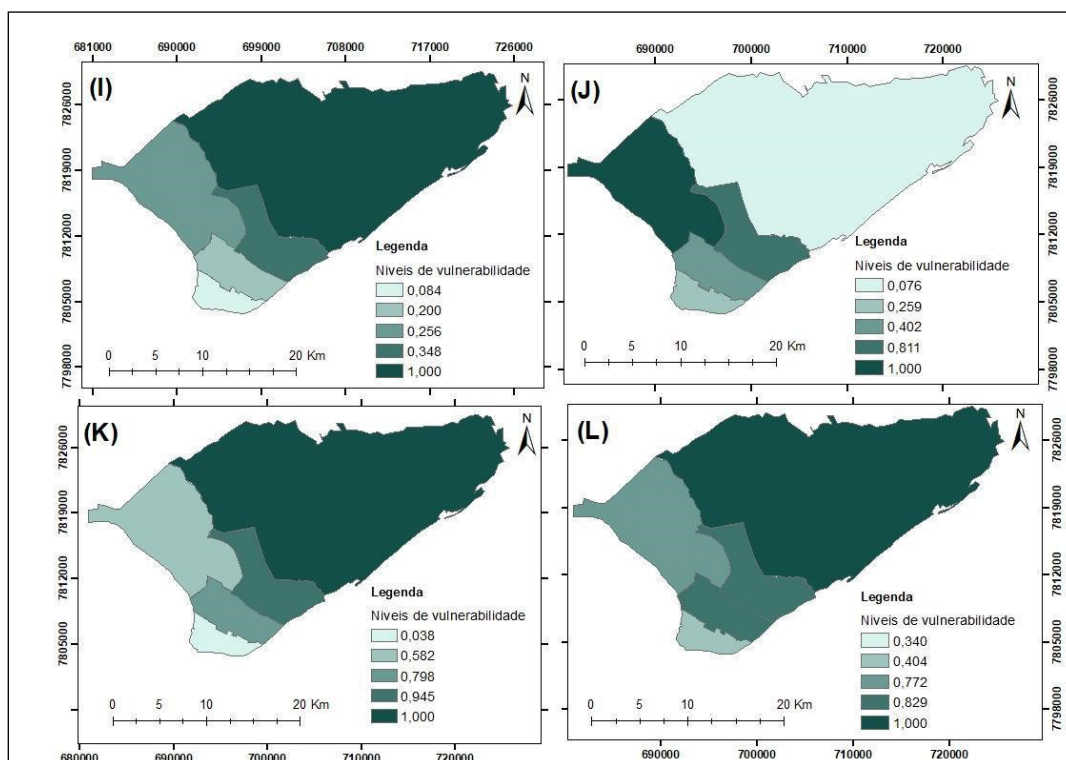 681000 690000 699000 708000 717000 726000
(I)
N
7826000
7819000
7812000
7805000
7798000
Legenda
Niveis de vulnerabilidade
0,084
0,200
0,256
0,348
1,000
0 5 10 20 Km
690000 700000 710000 720000
(J)
N
7826000
7819000
7812000
7805000
7798000
Legenda
Niveis de vulnerabilidade
0,076
0,259
0,402
0,811
1,000
0 5 10 20 Km
(K)
N
7826000
7819000
7812000
7805000
Legenda
Niveis de vulnerabilidade
0,038
0,582
0,798
0,945
1,000
0 5 10 20 Km
680000 690000 700000 710000 720000
(L)
N
7826000
7819000
7812000
7805000
7798000
Legenda
Niveis de vulnerabilidade
0,340
0,404
0,772
0,829
1,000
0 5 10 20 Km
690000 700000 710000 720000